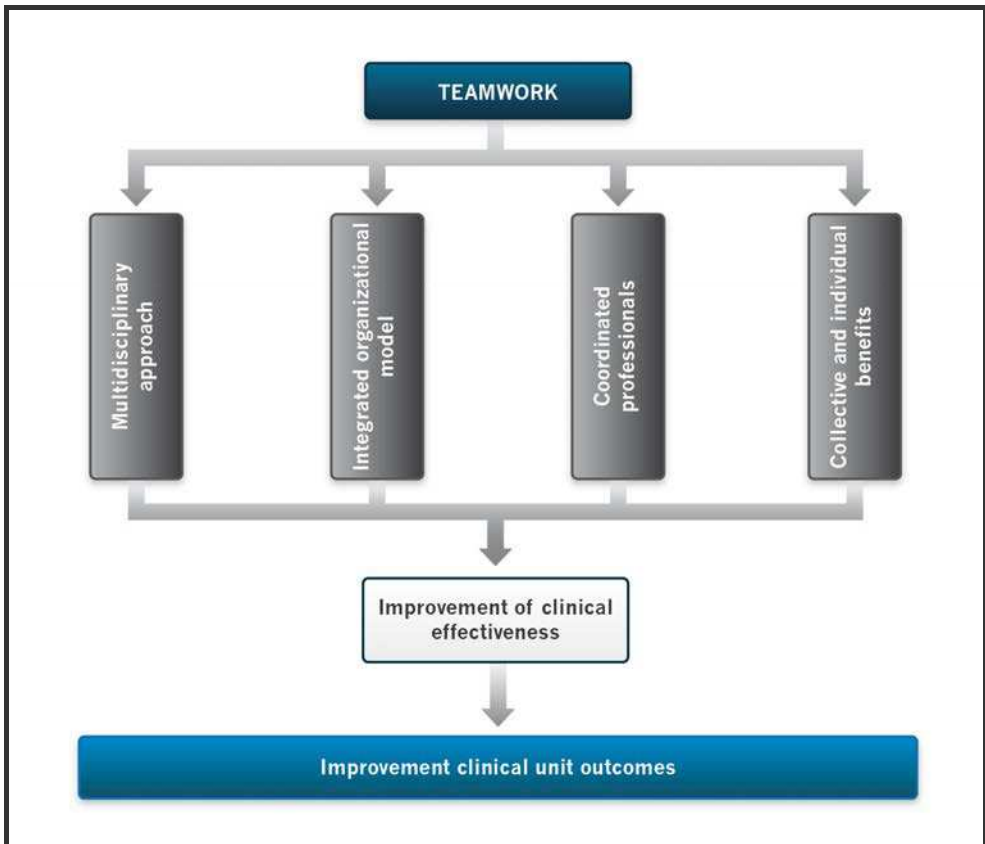 TEAMWORK
Multidisciplinary
approach
Integrated organizational
model
Coordinated
professionals
Collective and individual
benefits
Improvement of clinical
effectiveness
Improvement clinical unit outcomes